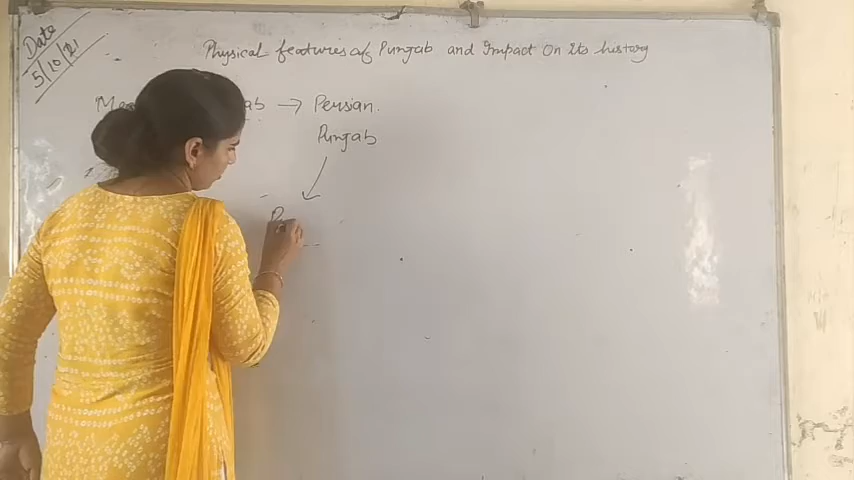 Date
5/10/21
Physical features of Punjab and Impact On Its history
→ Persian.
Punjab